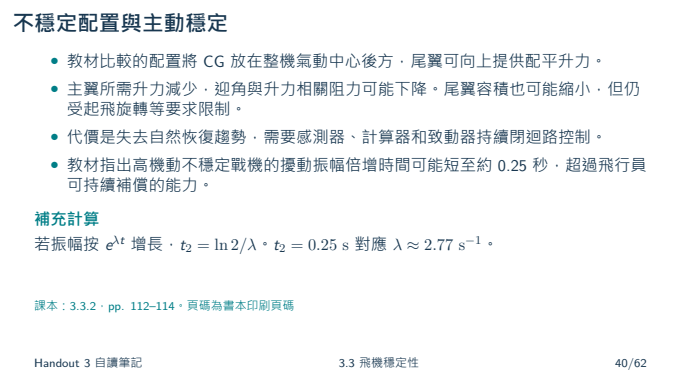 不穩定配置與主動穩定
• 教材比較的配置將 CG 放在整機氣動中心後方，尾翼可向上提供配平升力。
• 主翼所需升力減少，迎角與升力相關阻力可能下降。尾翼容積也可能縮小，但仍
受起飛旋轉等要求限制。
• 代價是失去自然恢復趨勢，需要感測器、計算器和致動器持續閉迴路控制。
• 教材指出高機動不穩定戰機的擾動振幅倍增時間可能短至約 0.25 秒，超過飛行員
可持續補償的能力。
補充計算
若振幅按 e^{λt} 增長，t₂ = ln 2/λ。t₂ = 0.25 s 對應 λ ≈ 2.77 s⁻¹。
課本：3.3.2，pp. 112–114。頁碼為書本印刷頁碼
Handout 3 自讀筆記 3.3 飛機穩定性 40/62